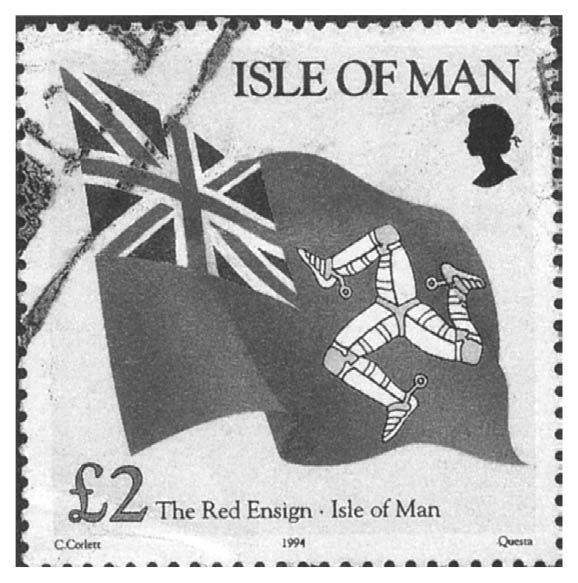 ISLE OF MAN
£2 The Red Ensign · Isle of Man
C.Corlett 1994 Questa